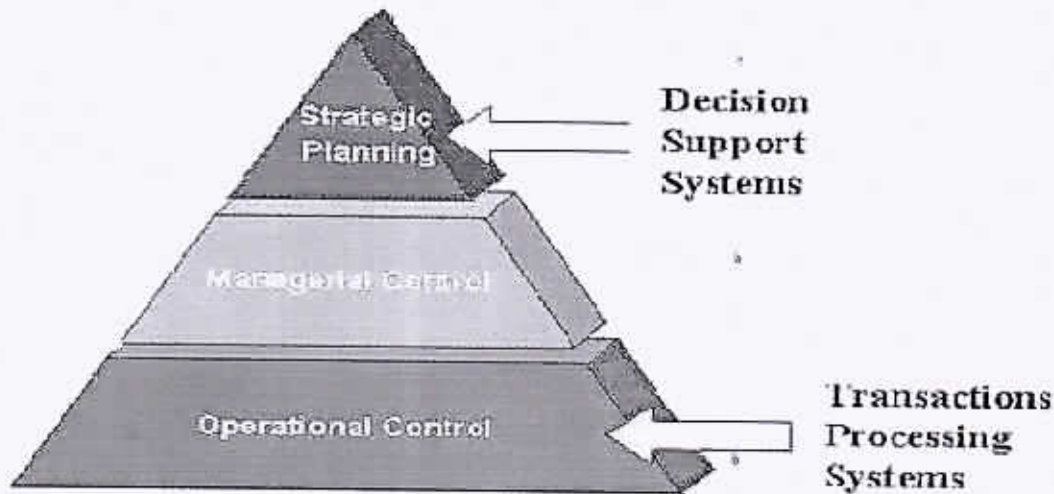 Strategic
Planning
Decision
Support
Systems
Managerial Control
Operational Control
Transactions
Processing
Systems